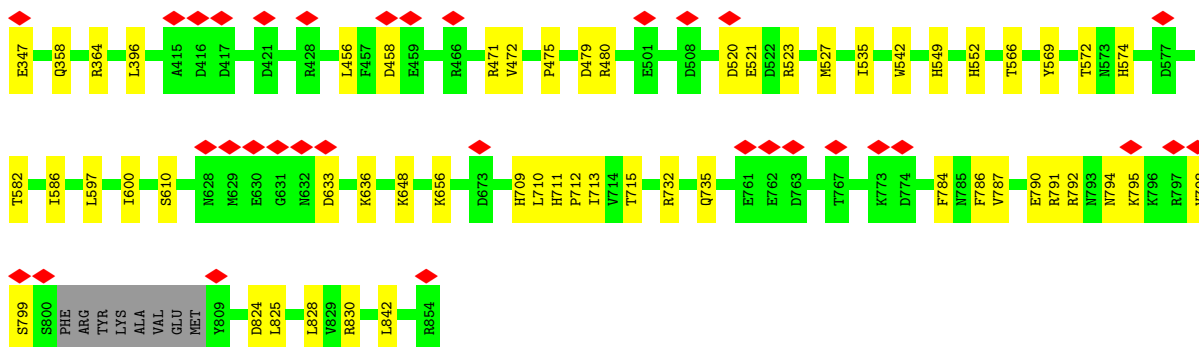 E347 Q358 R364 L396 A415 D416 D417 D421 R428 L456 F457 D458 E459 R466 R471 V472 P475 D479 R480 E501 D508 D520 E521 D522 R523 M527 I535 W542 H549 H552 T566 Y569 T572 N573 H574 D577
T582 I586 L597 I600 S610 N628 M629 E630 G631 N632 D633 K636 K648 K656 D673 H709 L710 H711 P712 I713 V714 T715 R732 Q735 E761 E762 D763 T767 K773 D774 F784 N785 F786 V787 E790 R791 R792 N793 N794 K795 K796 R797
S799 S800 PHE ARG TYR LYS ALA VAL GLU MET Y809 D824 L825 L828 V829 R830 L842 R854